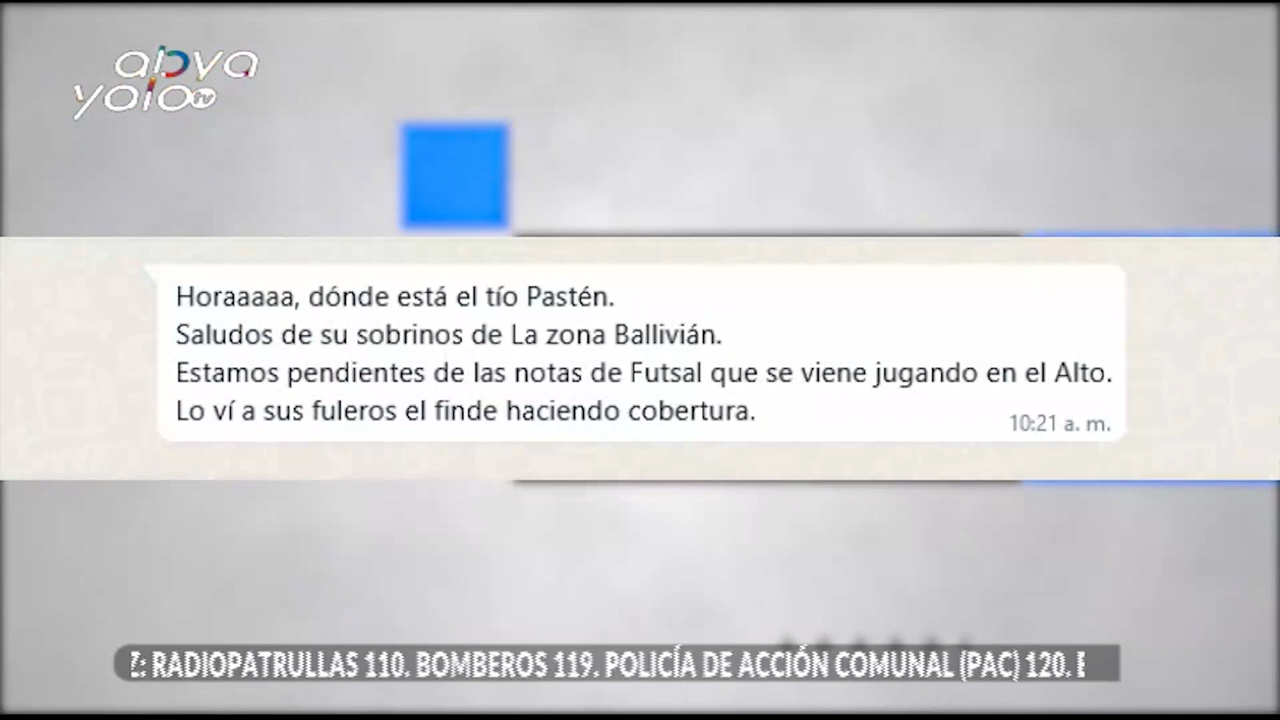 abya
yala tv
Horaaaaa, dónde está el tío Pastén.
Saludos de su sobrinos de La zona Ballivián.
Estamos pendientes de las notas de Futsal que se viene jugando en el Alto.
Lo ví a sus fuleros el finde haciendo cobertura.
10:21 a. m.
Z: RADIOPATRULLAS 110. BOMBEROS 119. POLICÍA DE ACCIÓN COMUNAL (PAC) 120.